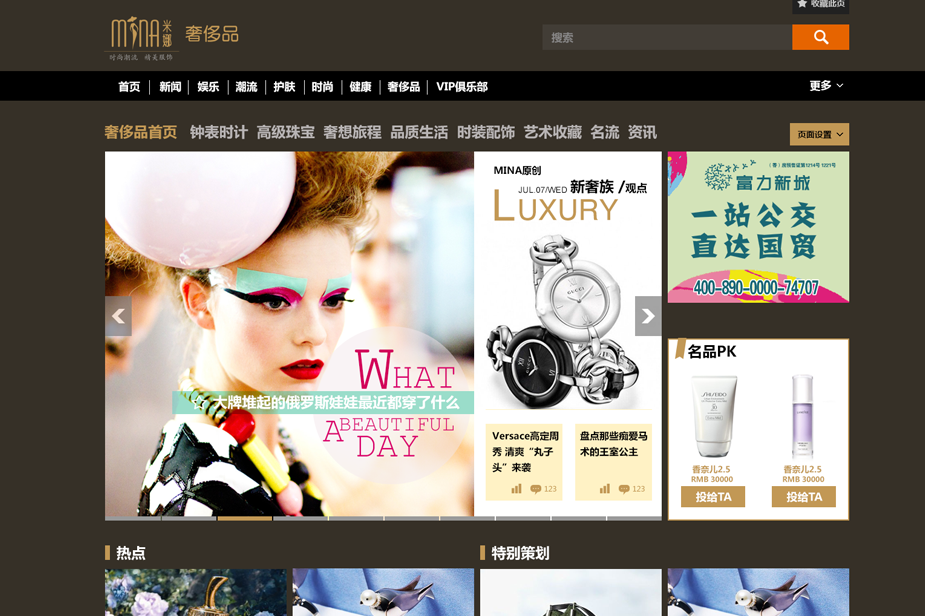 收藏此页
MINA 米娜 奢侈品
时尚潮流 精美服饰
搜索
首页 新闻 娱乐 潮流 护肤 时尚 健康 奢侈品 VIP俱乐部 更多
奢侈品首页 钟表时计 高级珠宝 奢想旅程 品质生活 时装配饰 艺术收藏 名流 资讯
页面设置
MINA原创
JUL.07/WED 新奢族 /观点
LUXURY
GUCCI
WHAT
大牌堆起的俄罗斯娃娃最近都穿了什么
A BEAUTIFUL
DAY
Versace高定周
秀 清爽“丸子
头”来袭
123
盘点那些痴爱马
术的王室公主
123
富力新城
一站公交
直达国贸
400-890-0000-74707
名品PK
SHISEIDO
香奈儿2.5
RMB 30000
投给TA
香奈儿2.5
RMB 30000
投给TA
热点
特别策划